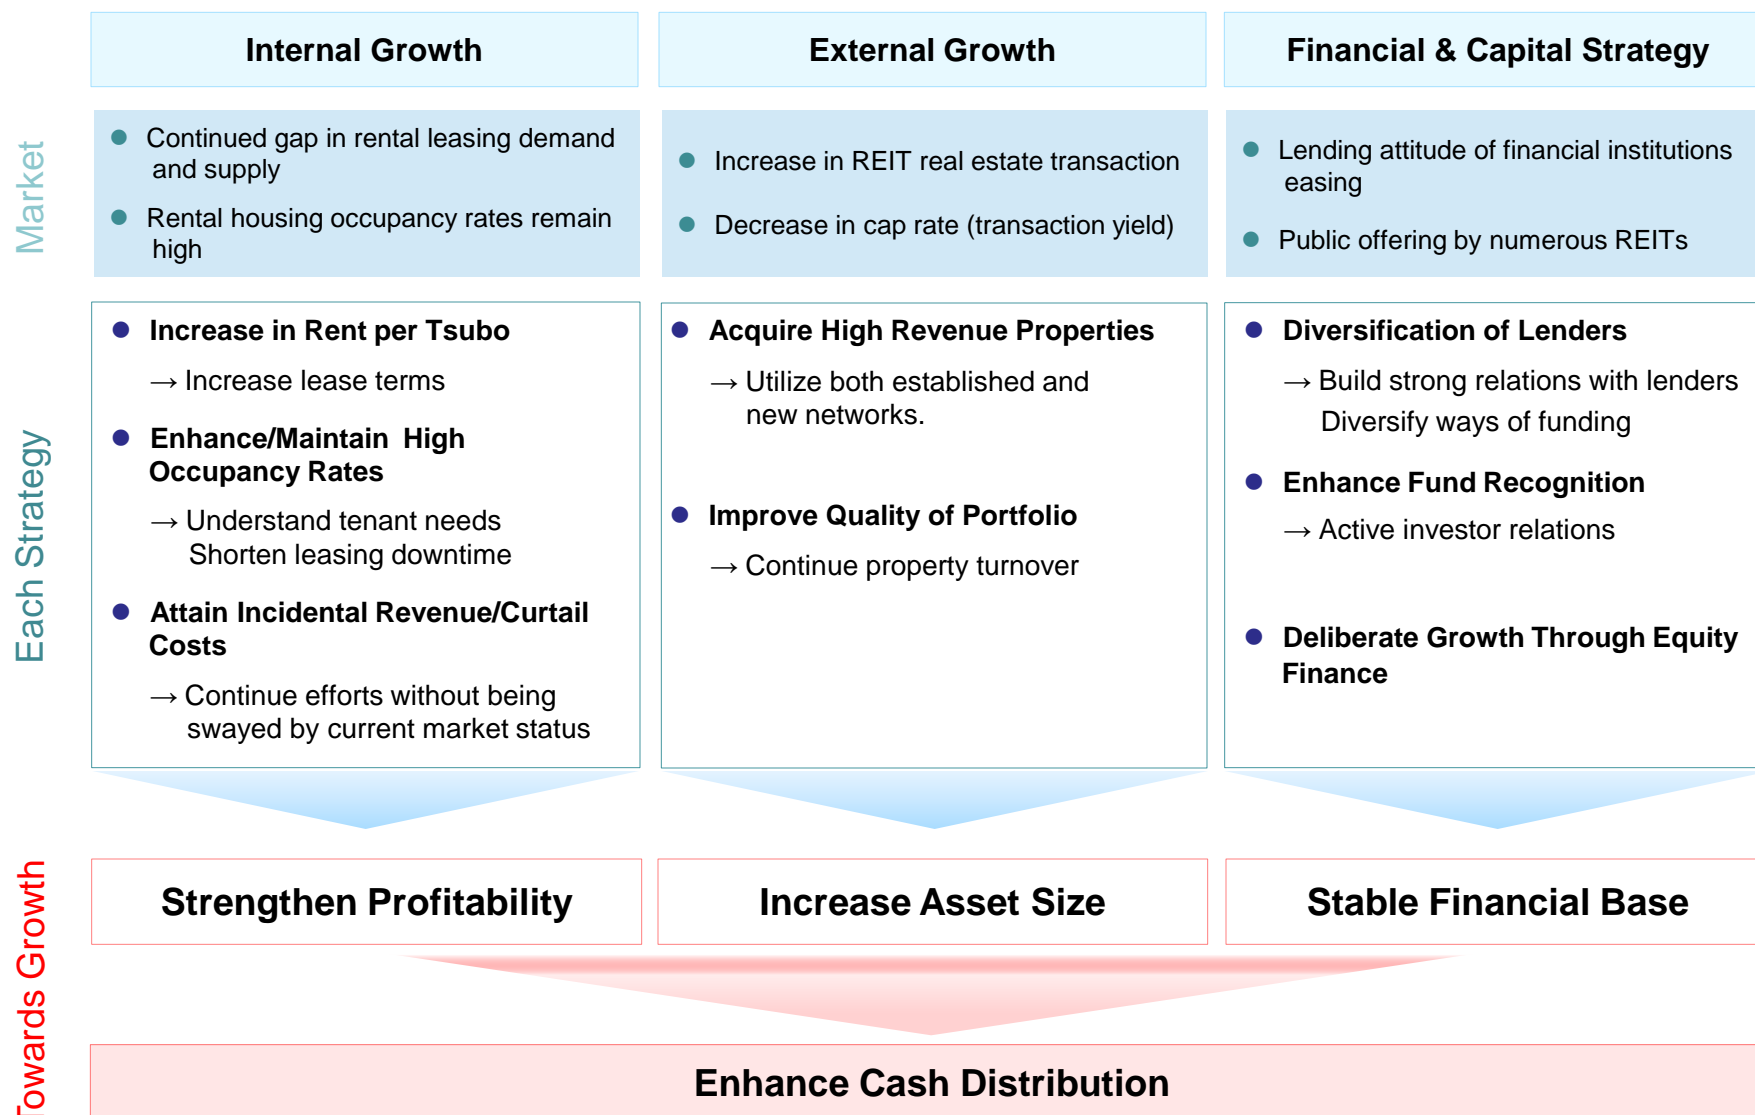 Internal Growth
External Growth
Financial & Capital Strategy
Market
● Continued gap in rental leasing demand
and supply
● Rental housing occupancy rates remain
high
● Increase in REIT real estate transaction
● Decrease in cap rate (transaction yield)
● Lending attitude of financial institutions
easing
● Public offering by numerous REITs
Each Strategy
● Increase in Rent per Tsubo
→ Increase lease terms
● Enhance/Maintain High
Occupancy Rates
→ Understand tenant needs
Shorten leasing downtime
● Attain Incidental Revenue/Curtail
Costs
→ Continue efforts without being
swayed by current market status
● Acquire High Revenue Properties
→ Utilize both established and
new networks.
● Improve Quality of Portfolio
→ Continue property turnover
● Diversification of Lenders
→ Build strong relations with lenders
Diversify ways of funding
● Enhance Fund Recognition
→ Active investor relations
● Deliberate Growth Through Equity
Finance
Towards Growth
Strengthen Profitability
Increase Asset Size
Stable Financial Base
Enhance Cash Distribution